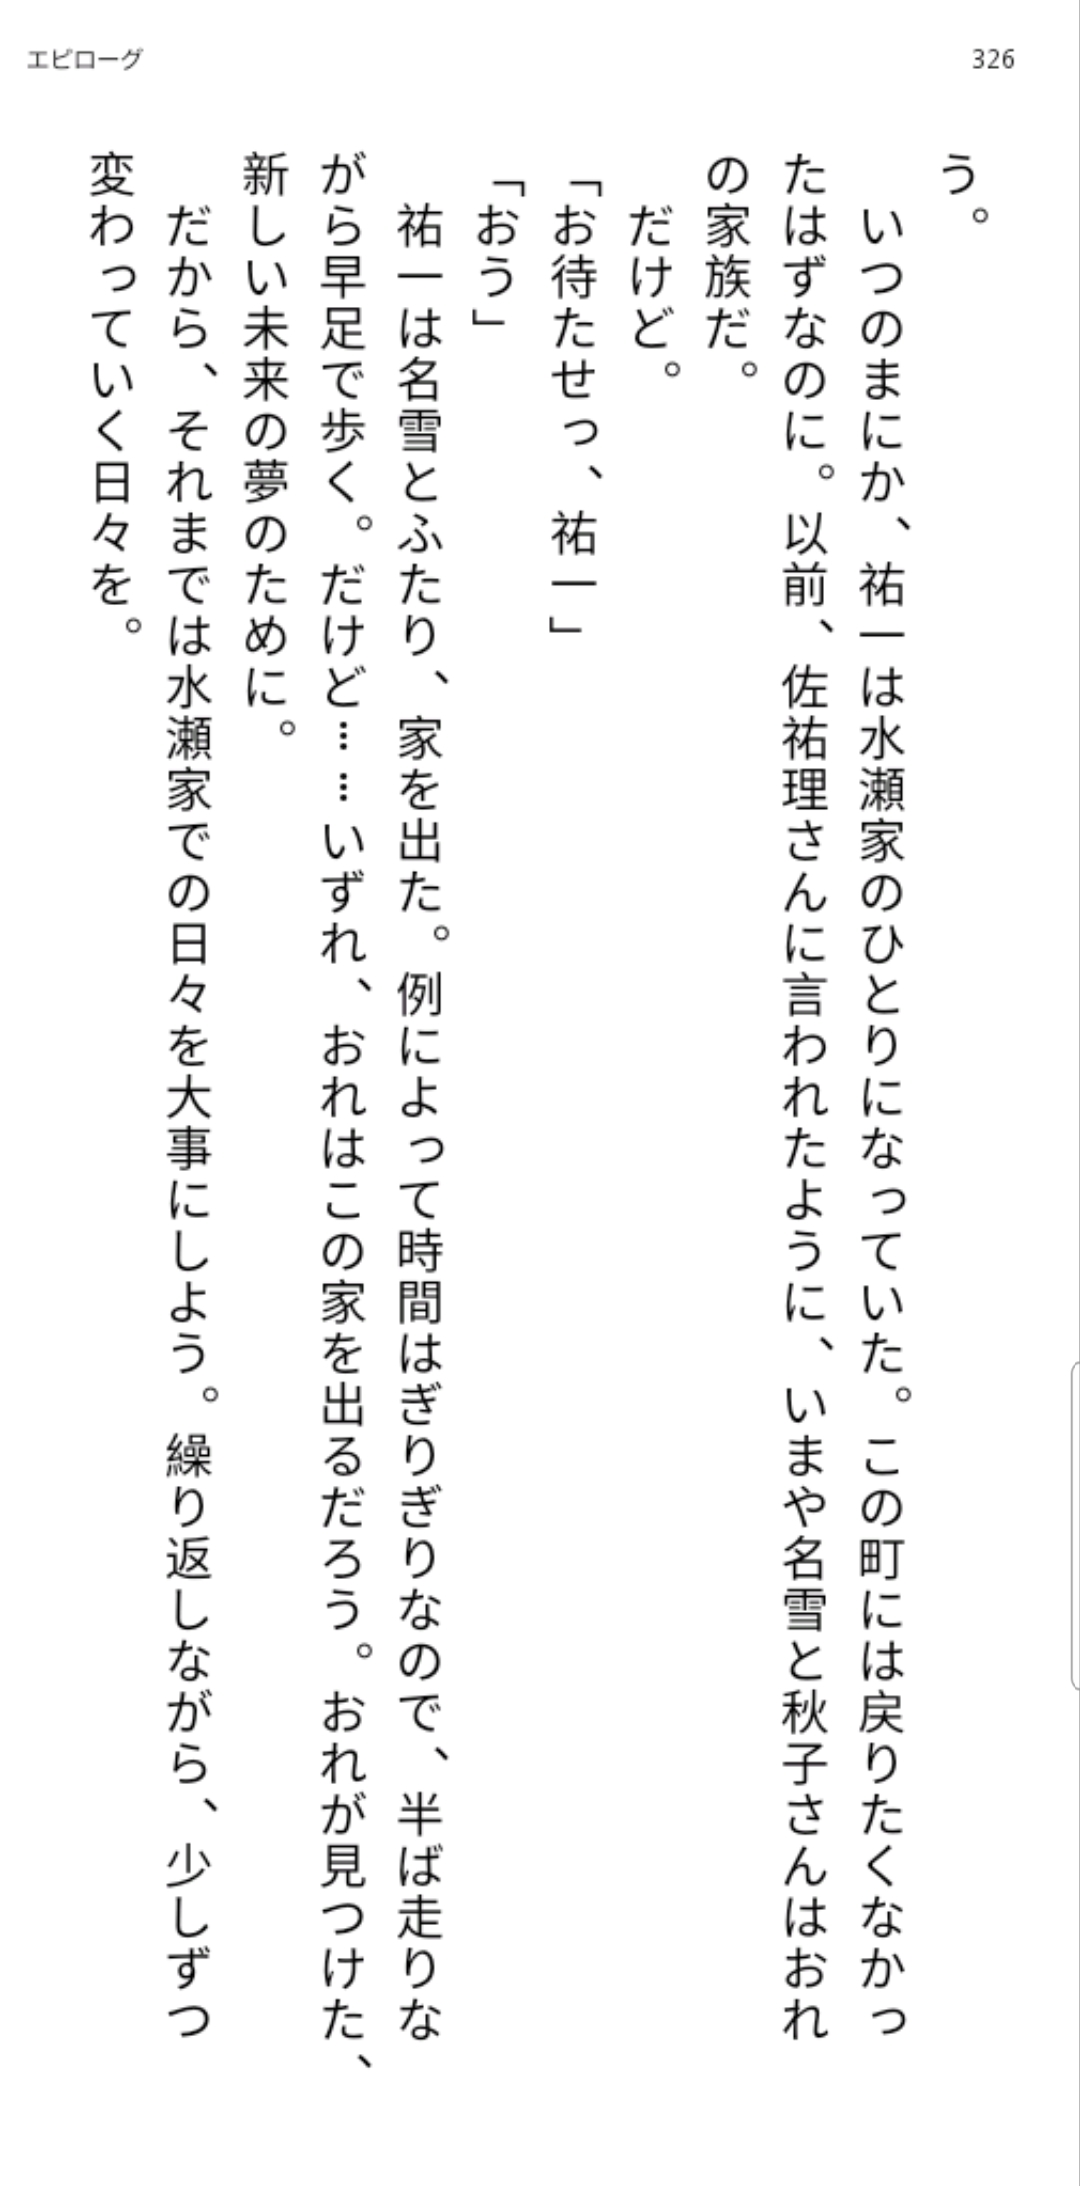 エピローグ
326
う。
　いつのまにか、祐一は水瀬家のひとりになっていた。この町には戻りたくなかっ
たはずなのに。以前、佐祐理さんに言われたように、いまや名雪と秋子さんはおれ
の家族だ。
　だけど。
「お待たせっ、祐一」
「おう」
　祐一は名雪とふたり、家を出た。例によって時間はぎりぎりなので、半ば走りな
がら早足で歩く。だけど……いずれ、おれはこの家を出るだろう。おれが見つけた、
新しい未来の夢のために。
　だから、それまでは水瀬家での日々を大事にしよう。繰り返しながら、少しずつ
変わっていく日々を。